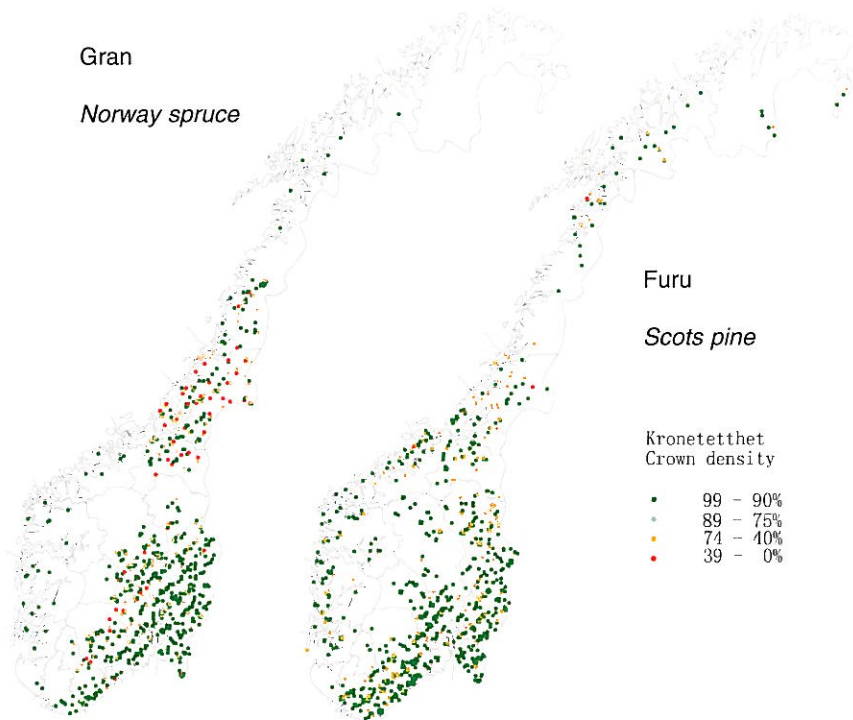 Gran
Norway spruce
Furu
Scots pine
Kronetetthet
Crown density
99 - 90%
89 - 75%
74 - 40%
39 - 0%